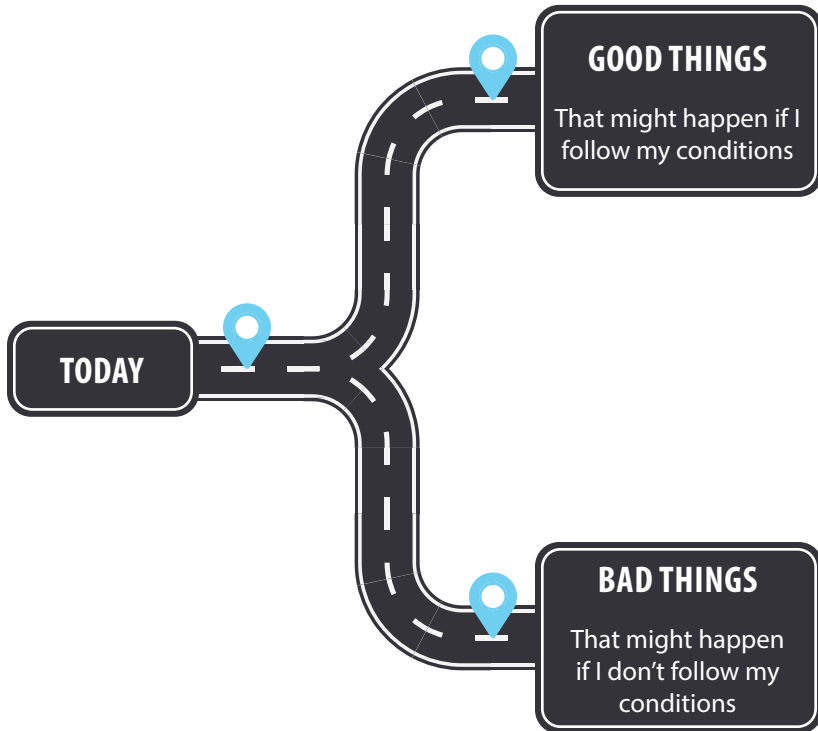 GOOD THINGS
That might happen if I
follow my conditions
TODAY
BAD THINGS
That might happen
if I don’t follow my
conditions